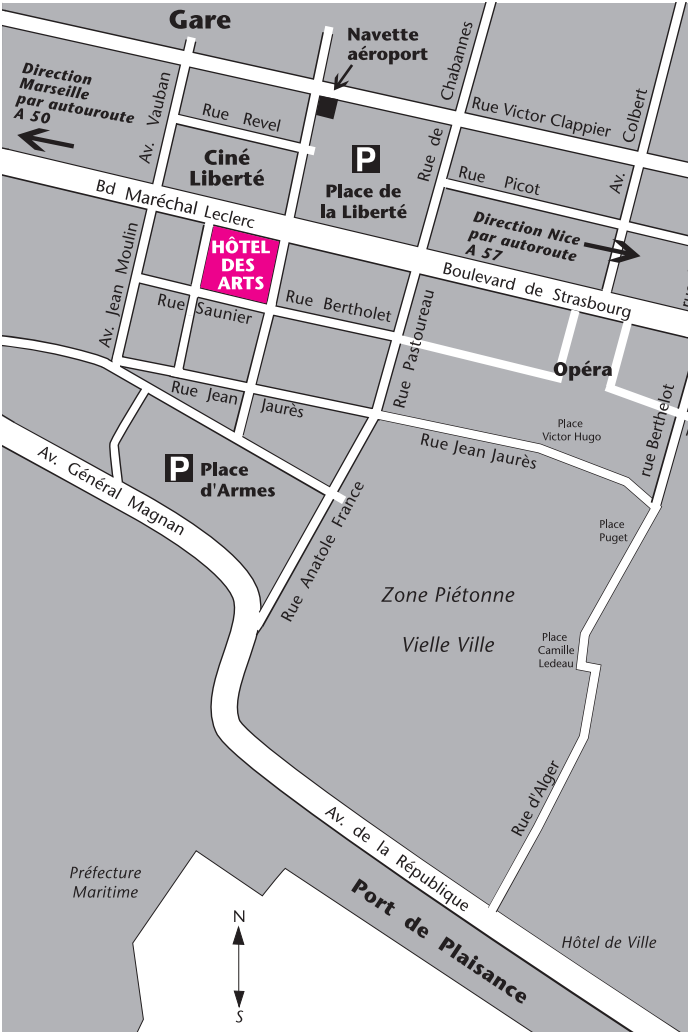 Gare
Navette
aéroport
Direction
Marseille
par autouroute
A 50
Av. Vauban
Rue Revel
Rue de Chabannes
Rue Victor Clappier
Av. Colbert
Ciné
Liberté
P
Place de
la Liberté
Rue Picot
Bd Maréchal Leclerc
Direction Nice
par autoroute
A 57
HÔTEL
DES
ARTS
Av. Jean Moulin
Boulevard de Strasbourg
Rue Saunier
Rue Bertholet
Rue Pastoureau
Opéra
Rue Jean Jaurès
rue Berthelot
Place
Victor Hugo
Rue Jean Jaurès
Av. Général Magnan
P
Place
d'Armes
Rue Anatole France
Place
Puget
Zone Piétonne
Vielle Ville
Place
Camille
Ledeau
Rue d'Alger
Av. de la République
Préfecture
Maritime
Port de Plaisance
Hôtel de Ville
N
S